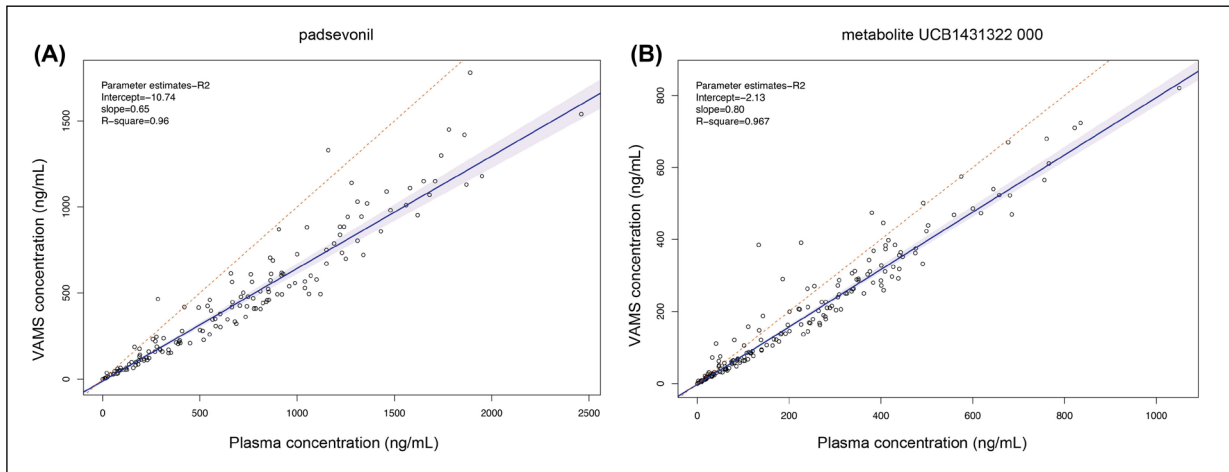 (A)
padsevonil
Parameter estimates-R2
Intercept=-10.74
slope=0.65
R-square=0.96
VAMS concentration (ng/mL)
1500
1000
500
0
0 500 1000 1500 2000 2500
Plasma concentration (ng/mL)
(B)
metabolite UCB1431322 000
Parameter estimates-R2
Intercept=-2.13
slope=0.80
R-square=0.967
VAMS concentration (ng/mL)
800
600
400
200
0
0 200 400 600 800 1000
Plasma concentration (ng/mL)